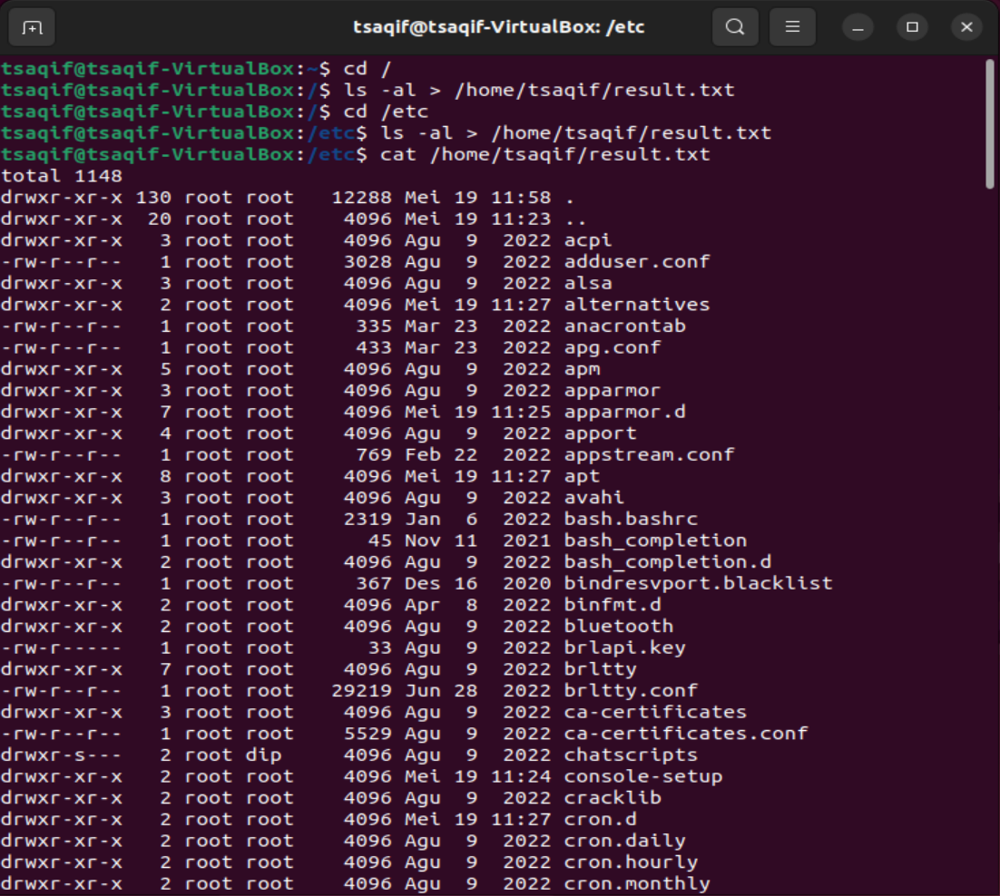 tsaqif@tsaqif-VirtualBox: /etc
tsaqif@tsaqif-VirtualBox:~$ cd /
tsaqif@tsaqif-VirtualBox:/$ ls -al > /home/tsaqif/result.txt
tsaqif@tsaqif-VirtualBox:/$ cd /etc
tsaqif@tsaqif-VirtualBox:/etc$ ls -al > /home/tsaqif/result.txt
tsaqif@tsaqif-VirtualBox:/etc$ cat /home/tsaqif/result.txt
total 1148
drwxr-xr-x 130 root root   12288 Mei 19 11:58 .
drwxr-xr-x  20 root root    4096 Mei 19 11:23 ..
drwxr-xr-x   3 root root    4096 Agu  9  2022 acpi
-rw-r--r--   1 root root    3028 Agu  9  2022 adduser.conf
drwxr-xr-x   3 root root    4096 Agu  9  2022 alsa
drwxr-xr-x   2 root root    4096 Mei 19 11:27 alternatives
-rw-r--r--   1 root root     335 Mar 23  2022 anacrontab
-rw-r--r--   1 root root     433 Mar 23  2022 apg.conf
drwxr-xr-x   5 root root    4096 Agu  9  2022 apm
drwxr-xr-x   3 root root    4096 Agu  9  2022 apparmor
drwxr-xr-x   7 root root    4096 Mei 19 11:25 apparmor.d
drwxr-xr-x   4 root root    4096 Agu  9  2022 apport
-rw-r--r--   1 root root     769 Feb 22  2022 appstream.conf
drwxr-xr-x   8 root root    4096 Mei 19 11:27 apt
drwxr-xr-x   3 root root    4096 Agu  9  2022 avahi
-rw-r--r--   1 root root    2319 Jan  6  2022 bash.bashrc
-rw-r--r--   1 root root      45 Nov 11  2021 bash_completion
drwxr-xr-x   2 root root    4096 Agu  9  2022 bash_completion.d
-rw-r--r--   1 root root     367 Des 16  2020 bindresvport.blacklist
drwxr-xr-x   2 root root    4096 Apr  8  2022 binfmt.d
drwxr-xr-x   2 root root    4096 Agu  9  2022 bluetooth
-rw-r-----   1 root root      33 Agu  9  2022 brlapi.key
drwxr-xr-x   7 root root    4096 Agu  9  2022 brltty
-rw-r--r--   1 root root   29219 Jun 28  2022 brltty.conf
drwxr-xr-x   3 root root    4096 Agu  9  2022 ca-certificates
-rw-r--r--   1 root root    5529 Agu  9  2022 ca-certificates.conf
drwxr-s---   2 root dip     4096 Agu  9  2022 chatscripts
drwxr-xr-x   2 root root    4096 Mei 19 11:24 console-setup
drwxr-xr-x   2 root root    4096 Agu  9  2022 cracklib
drwxr-xr-x   2 root root    4096 Mei 19 11:27 cron.d
drwxr-xr-x   2 root root    4096 Agu  9  2022 cron.daily
drwxr-xr-x   2 root root    4096 Agu  9  2022 cron.hourly
drwxr-xr-x   2 root root    4096 Agu  9  2022 cron.monthly